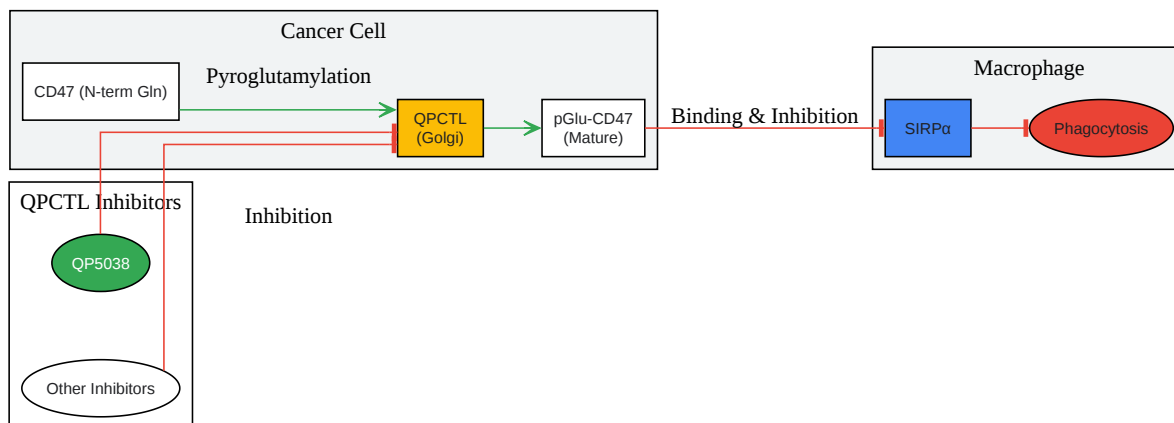 Cancer Cell
Pyroglutamylation
CD47 (N-term Gln)
QPCTL
(Golgi)
pGlu-CD47
(Mature)
Binding & Inhibition
Macrophage
SIRPα
Phagocytosis
QPCTL Inhibitors
Inhibition
QP5038
Other Inhibitors